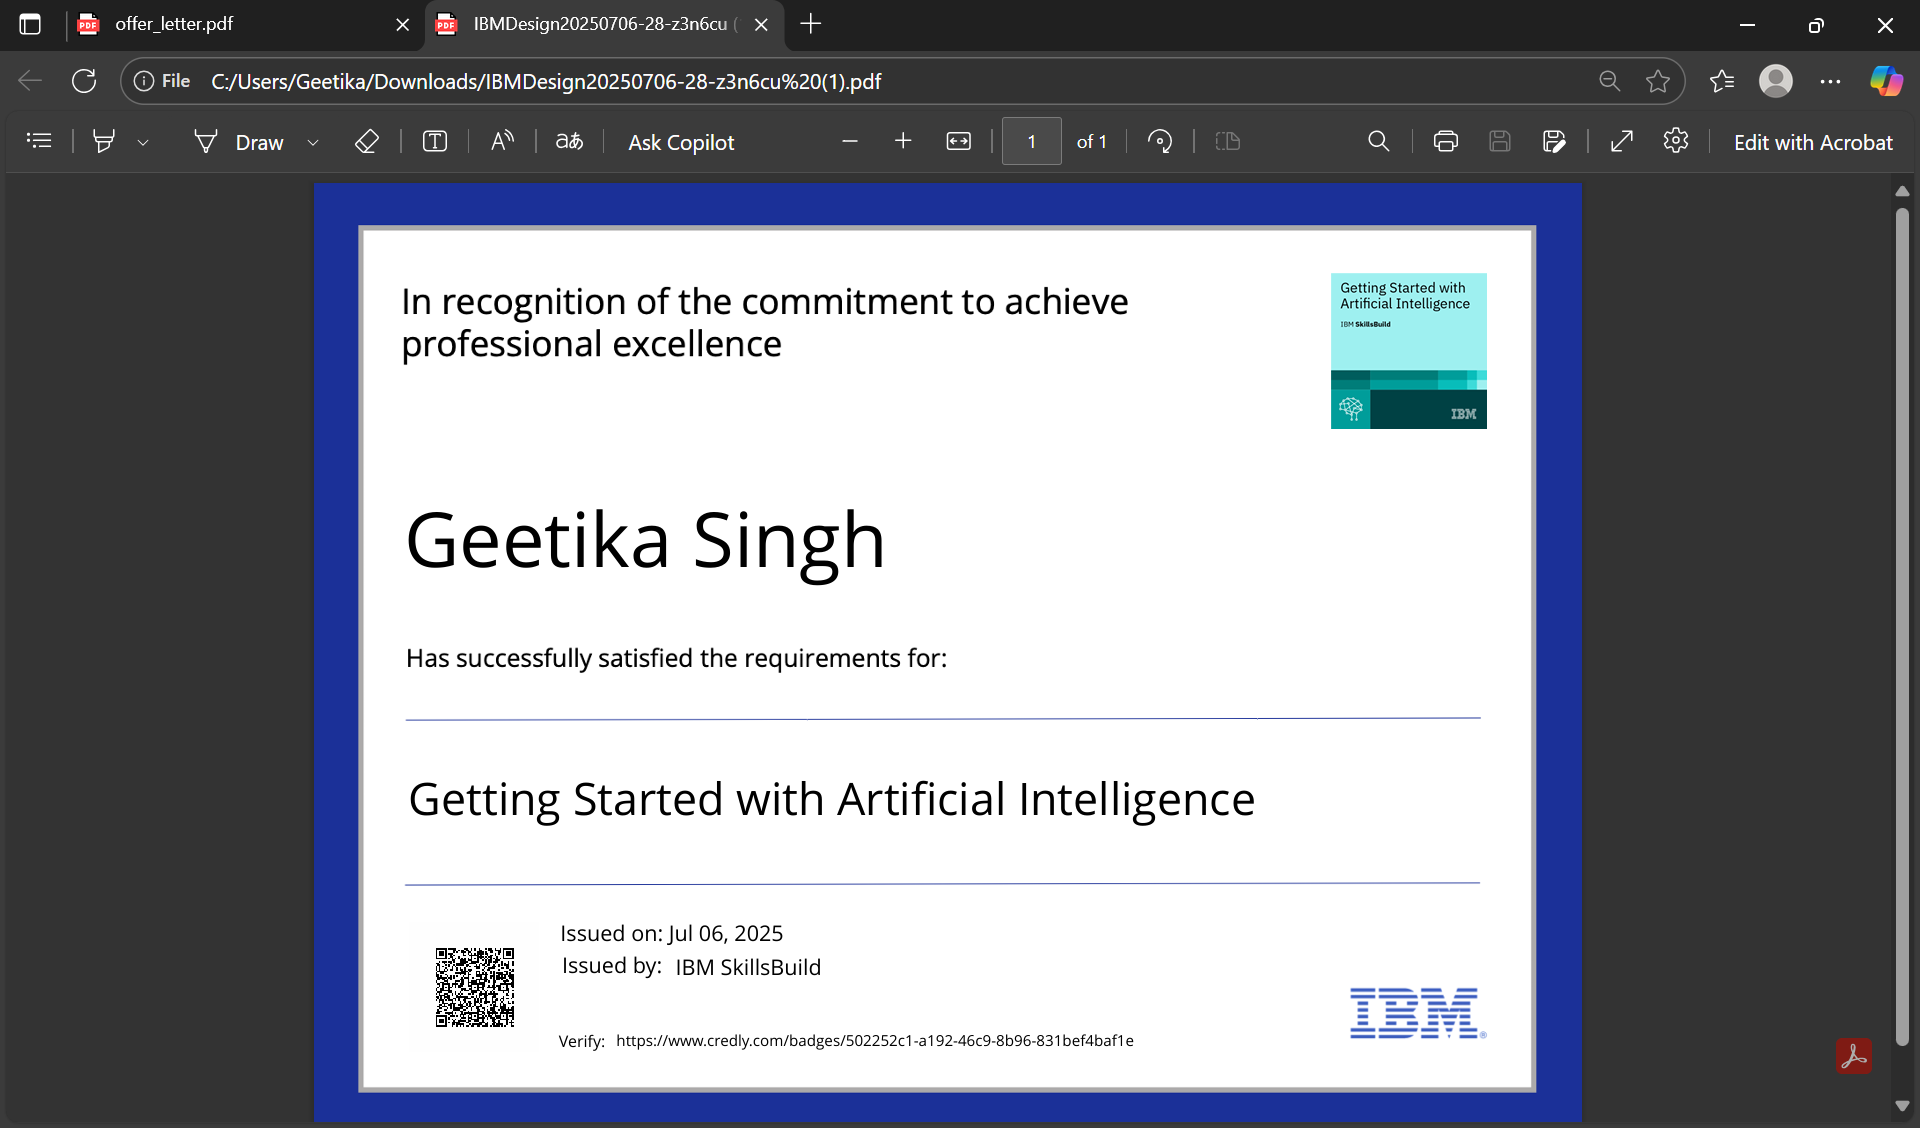 offer_letter.pdf
IBMDesign20250706-28-z3n6cu (
File C:/Users/Geetika/Downloads/IBMDesign20250706-28-z3n6cu%20(1).pdf
Draw
Ask Copilot
1 of 1
Edit with Acrobat
In recognition of the commitment to achieve
professional excellence
Getting Started with
Artificial Intelligence
IBM SkillsBuild
IBM
Geetika Singh
Has successfully satisfied the requirements for:
Getting Started with Artificial Intelligence
Issued on: Jul 06, 2025
Issued by: IBM SkillsBuild
IBM®
Verify: https://www.credly.com/badges/502252c1-a192-46c9-8b96-831bef4baf1e